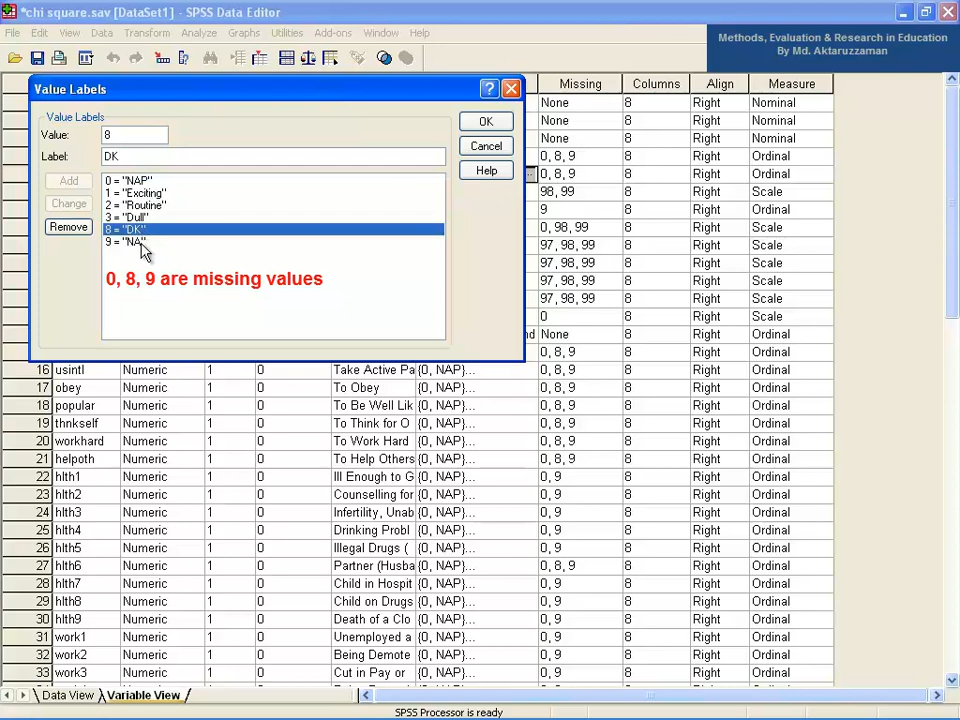 *chi square.sav [DataSet1] - SPSS Data Editor
File Edit View Data Transform Analyze Graphs Utilities Add-ons Window Help
Methods, Evaluation & Research in Education
By Md. Aktaruzzaman
Missing Columns Align Measure
None 8 Right Nominal
None 8 Right Nominal
None 8 Right Nominal
0, 8, 9 8 Right Ordinal
0, 8, 9 8 Right Ordinal
98, 99 8 Right Scale
9 8 Right Scale
0, 98, 99 8 Right Scale
97, 98, 99 8 Right Scale
97, 98, 99 8 Right Scale
97, 98, 99 8 Right Scale
97, 98, 99 8 Right Scale
0 8 Right Scale
None 8 Right Ordinal
0, 8, 9 8 Right Ordinal
Value Labels
Value Labels
Value: 8
Label: DK
OK
Cancel
Help
Add
Change
Remove
0 = "NAP"
1 = "Exciting"
2 = "Routine"
3 = "Dull"
8 = "DK"
9 = "NA"
0, 8, 9 are missing values
16 usintl Numeric 1 0 Take Active Pa {0, NAP}... 0, 8, 9 8 Right Ordinal
17 obey Numeric 1 0 To Obey {0, NAP}... 0, 8, 9 8 Right Ordinal
18 popular Numeric 1 0 To Be Well Lik {0, NAP}... 0, 8, 9 8 Right Ordinal
19 thnkself Numeric 1 0 To Think for O {0, NAP}... 0, 8, 9 8 Right Ordinal
20 workhard Numeric 1 0 To Work Hard {0, NAP}... 0, 8, 9 8 Right Ordinal
21 helpoth Numeric 1 0 To Help Others {0, NAP}... 0, 8, 9 8 Right Ordinal
22 hlth1 Numeric 1 0 Ill Enough to G {0, NAP}... 0, 9 8 Right Ordinal
23 hlth2 Numeric 1 0 Counselling for {0, NAP}... 0, 9 8 Right Ordinal
24 hlth3 Numeric 1 0 Infertility, Unab {0, NAP}... 0, 9 8 Right Ordinal
25 hlth4 Numeric 1 0 Drinking Probl {0, NAP}... 0, 9 8 Right Ordinal
26 hlth5 Numeric 1 0 Illegal Drugs ( {0, NAP}... 0, 9 8 Right Ordinal
27 hlth6 Numeric 1 0 Partner (Husba {0, NAP}... 0, 8, 9 8 Right Ordinal
28 hlth7 Numeric 1 0 Child in Hospit {0, NAP}... 0, 9 8 Right Ordinal
29 hlth8 Numeric 1 0 Child on Drugs {0, NAP}... 0, 9 8 Right Ordinal
30 hlth9 Numeric 1 0 Death of a Clo {0, NAP}... 0, 9 8 Right Ordinal
31 work1 Numeric 1 0 Unemployed a {0, NAP}... 0, 9 8 Right Ordinal
32 work2 Numeric 1 0 Being Demote {0, NAP}... 0, 9 8 Right Ordinal
33 work3 Numeric 1 0 Cut in Pay or {0, NAP}... 0, 9 8 Right Ordinal
Data View Variable View
SPSS Processor is ready